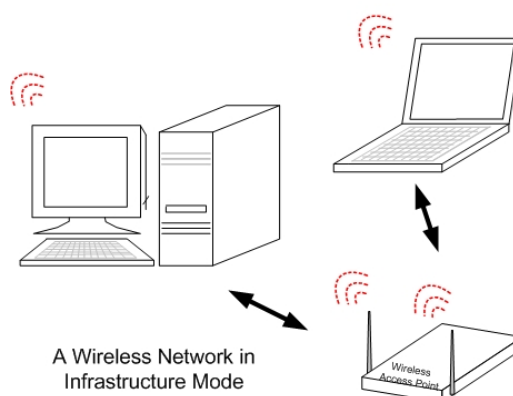 A Wireless Network in
Infrastructure Mode
Wireless
Access Point